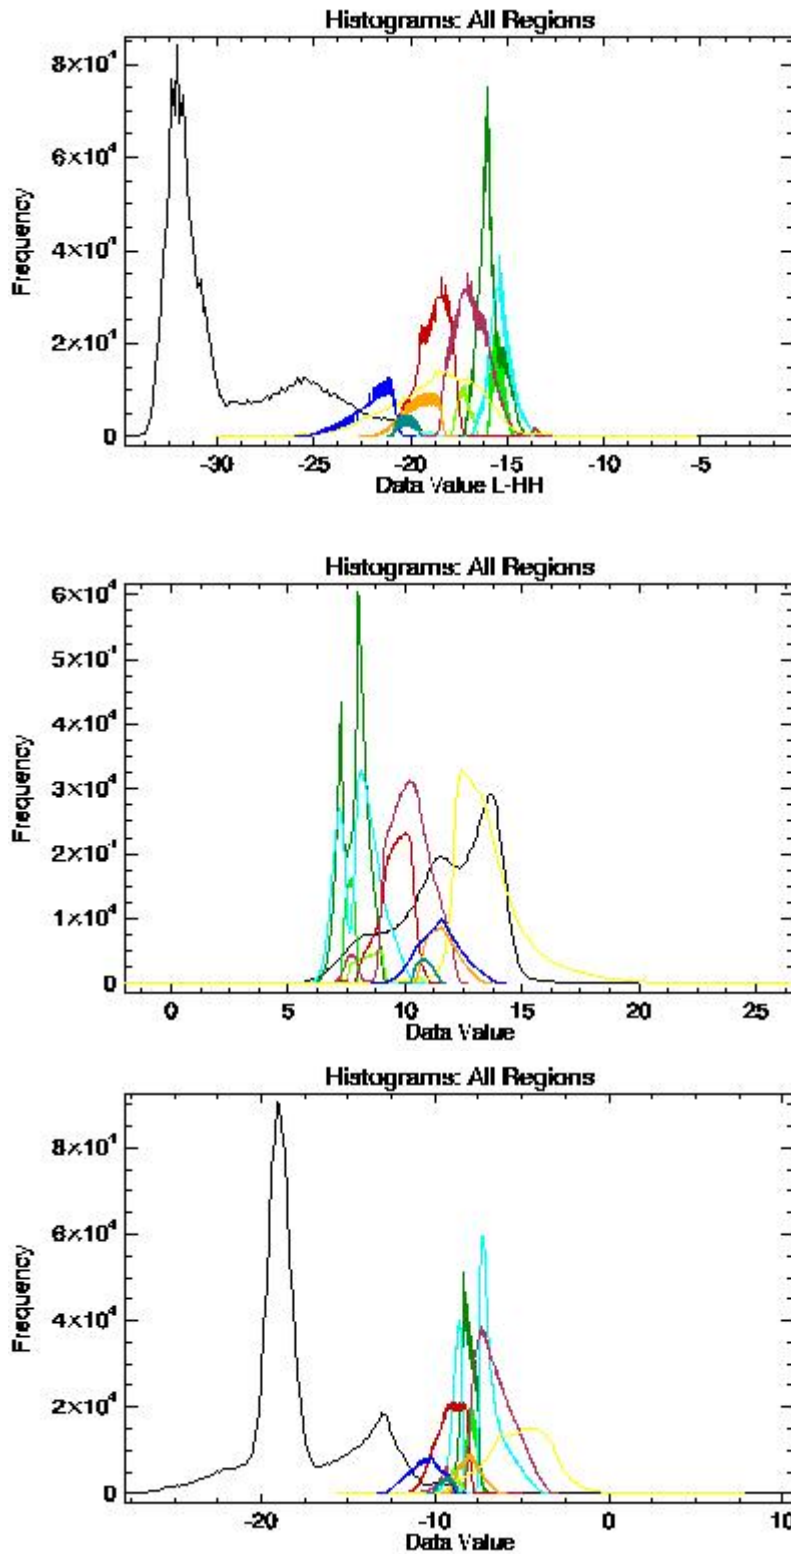 Histograms: All Regions
8×10⁴
6×10⁴
4×10⁴
2×10⁴
0
Frequency
-30 -25 -20 -15 -10 -5
Data Value L-HH
Histograms: All Regions
6×10⁴
5×10⁴
4×10⁴
3×10⁴
2×10⁴
1×10⁴
0
Frequency
0 5 10 15 20 25
Data Value
Histograms: All Regions
8×10⁴
6×10⁴
4×10⁴
2×10⁴
0
Frequency
-20 -10 0 10
Data Value